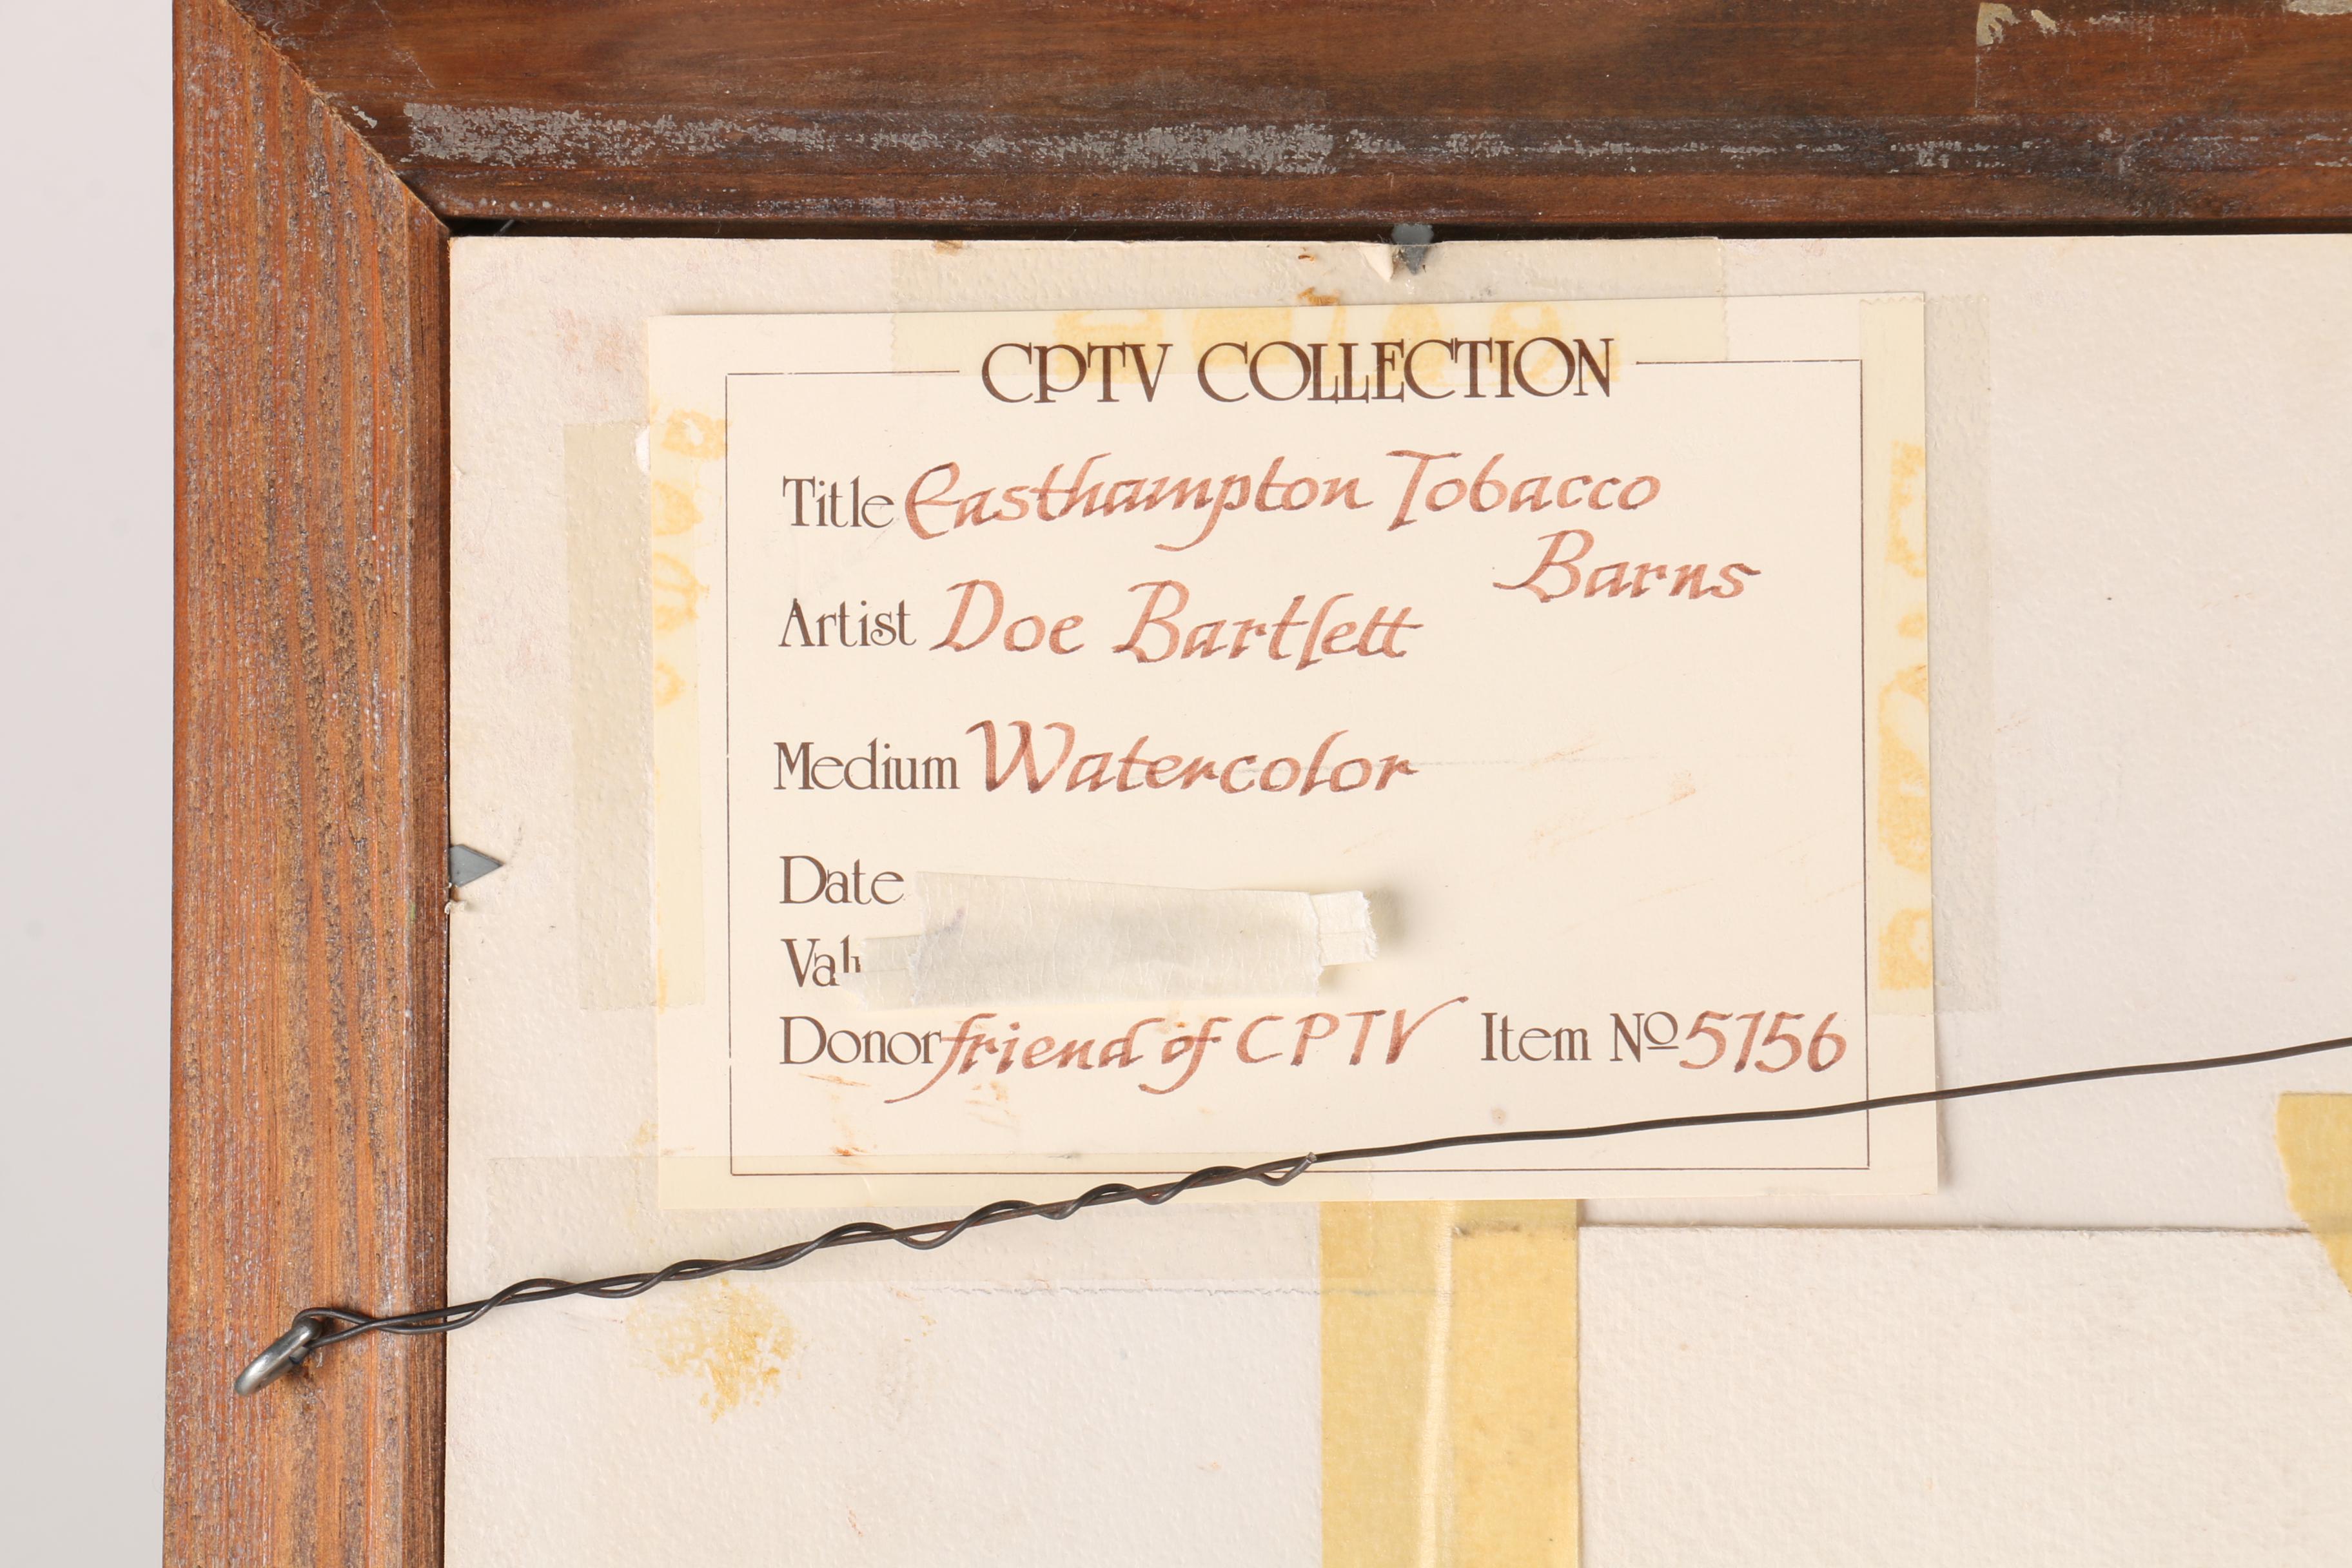 CPTV COLLECTION
Title Easthampton Tobacco
Barns
Artist Doe Bartlett
Medium Watercolor
Date
Donor friend of CPTV Item No 5156